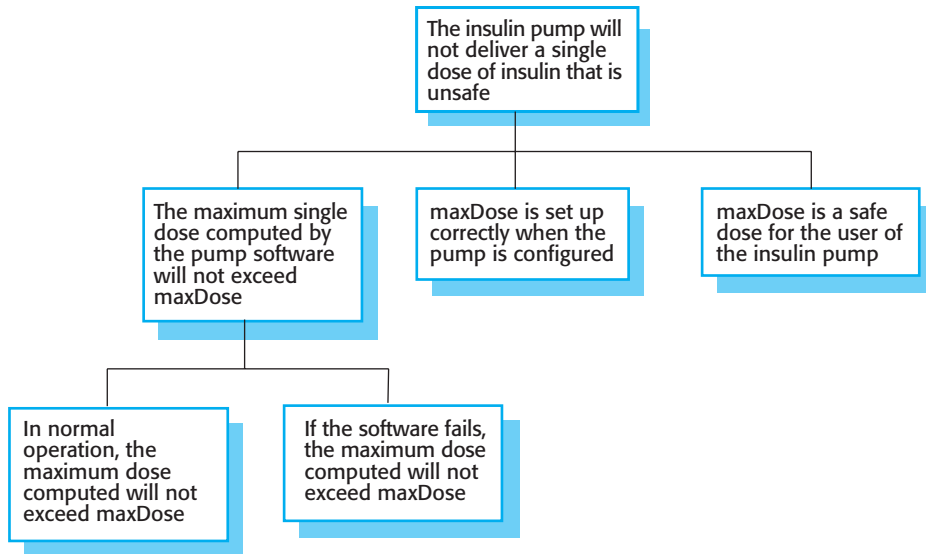 The insulin pump will
not deliver a single
dose of insulin that is
unsafe
The maximum single
dose computed by
the pump software
will not exceed
maxDose
maxDose is set up
correctly when the
pump is configured
maxDose is a safe
dose for the user of
the insulin pump
In normal
operation, the
maximum dose
computed will not
exceed maxDose
If the software fails,
the maximum dose
computed will not
exceed maxDose